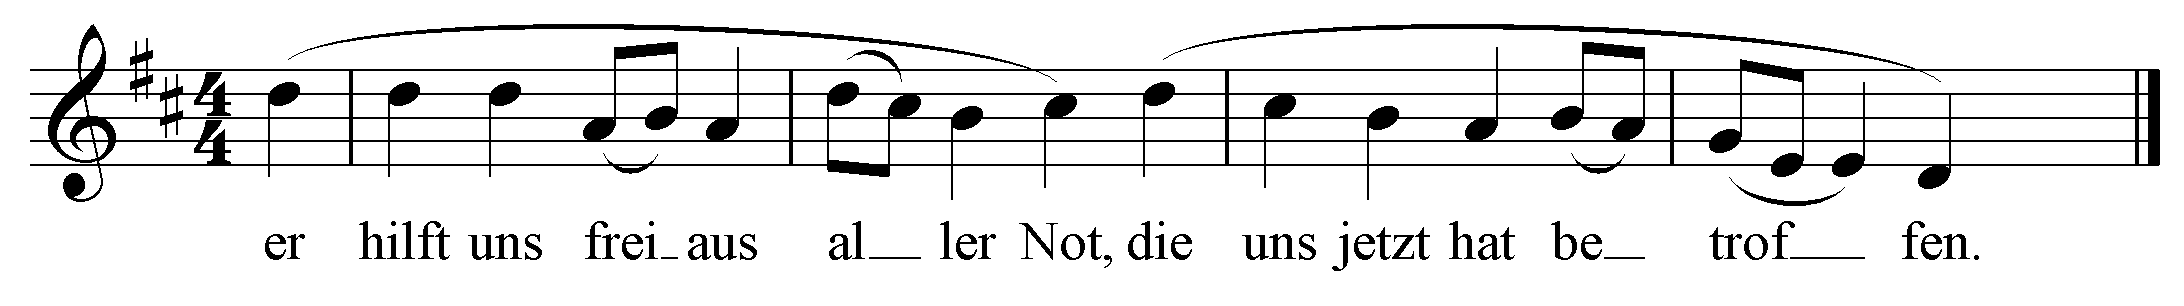 er hilft uns frei aus al ler Not, die uns jetzt hat be trof fen.